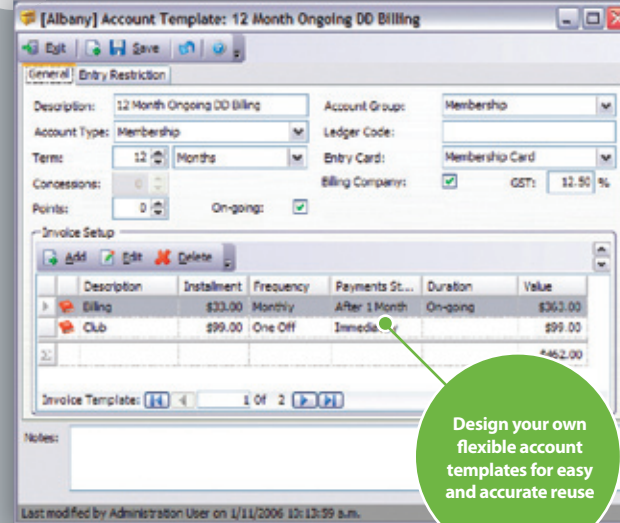 [Albany] Account Template: 12 Month Ongoing DD Billing
Exit Save
General Entry Restriction
Description: 12 Month Ongoing DD Billing Account Group: Membership
Account Type: Membership Ledger Code:
Term: 12 Months Entry Card: Membership Card
Concessions: 0 Billing Company: GST: 12.50 %
Points: 0 On-going:
Invoice Setup
Add Edit Delete
Description Installment Frequency Payments St... Duration Value
Billing $33.00 Monthly After 1 Month On-going $363.00
Club $99.00 One Off $99.00
Σ $462.00
Invoice Template: 1 Of 2
Notes:
Design your own
flexible account
templates for easy
and accurate reuse
Last modified by Administration User on 1/11/2006 p.m.